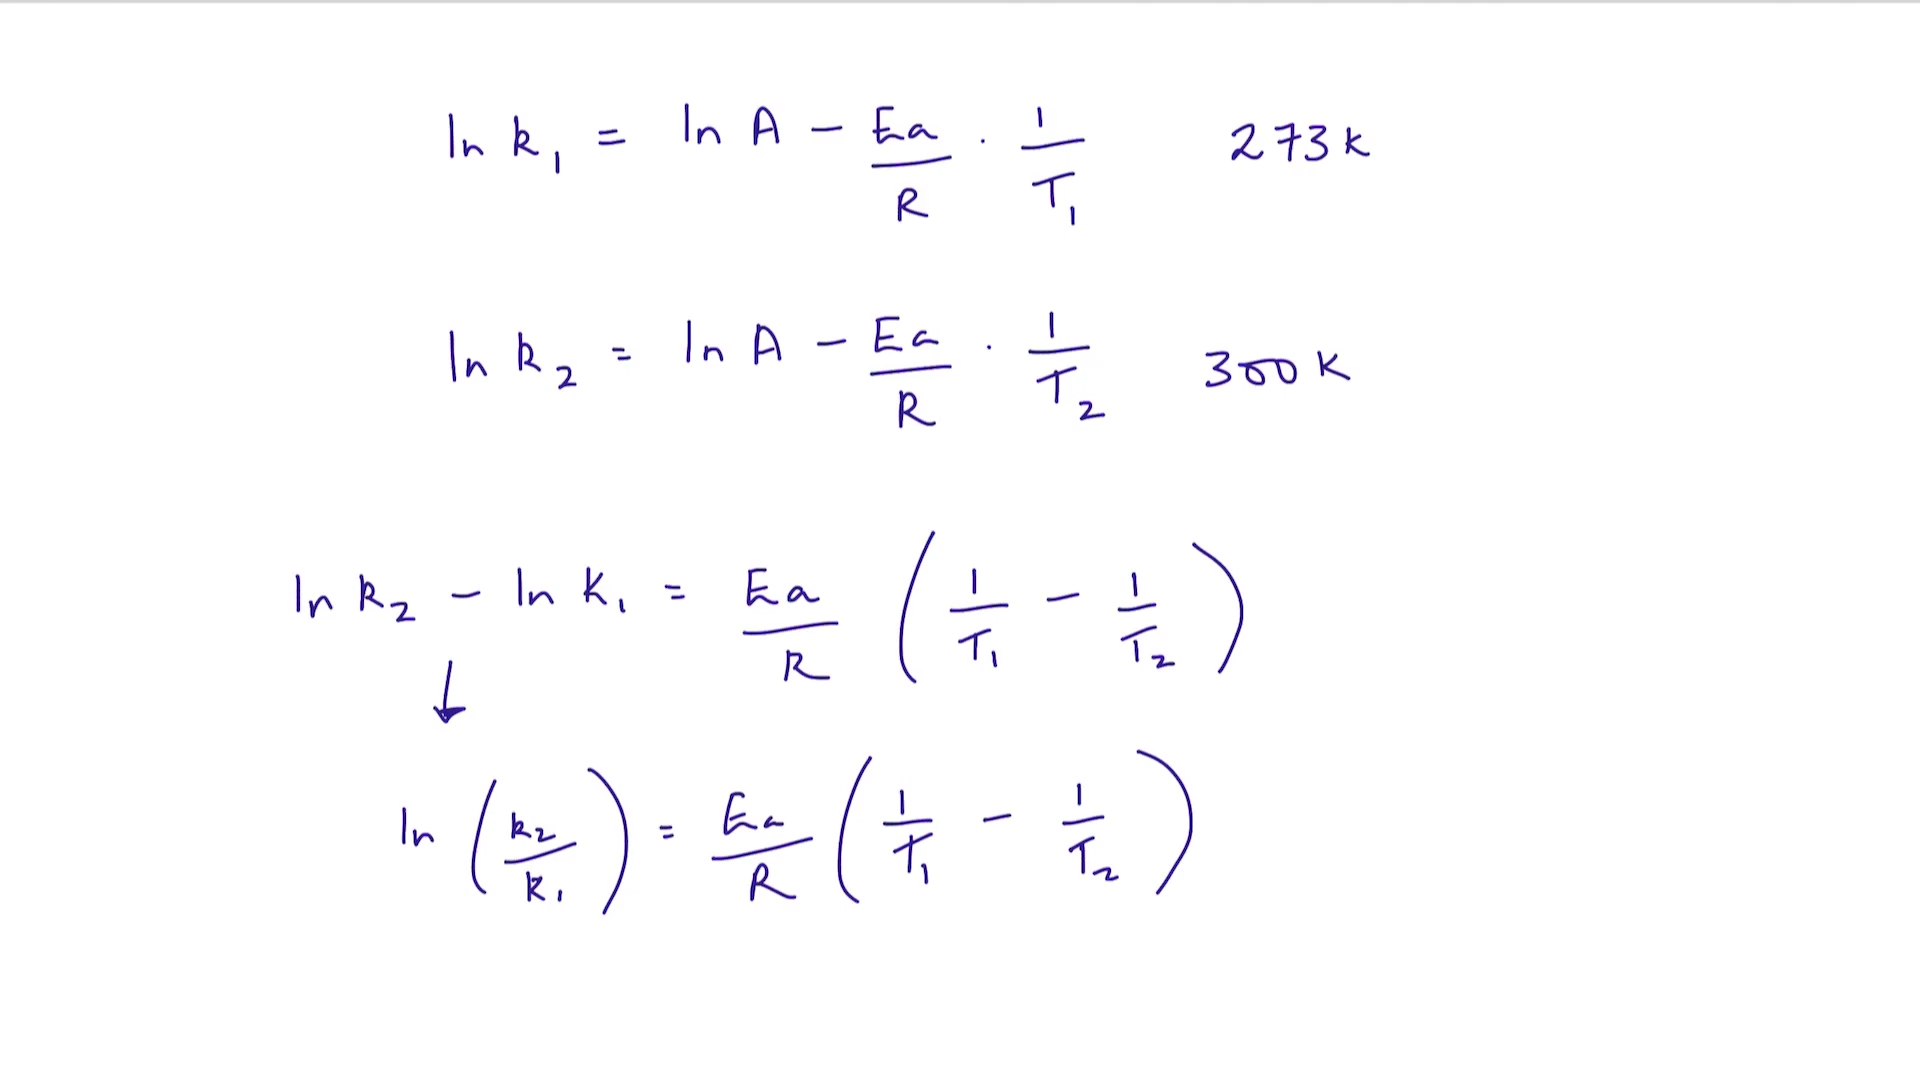 ln k₁ = ln A − Ea/R · 1/T₁ 273 K
ln k₂ = ln A − Ea/R · 1/T₂ 300 K
ln k₂ − ln k₁ = Ea/R (1/T₁ − 1/T₂)
↓
ln (k₂/k₁) = Ea/R (1/T₁ − 1/T₂)